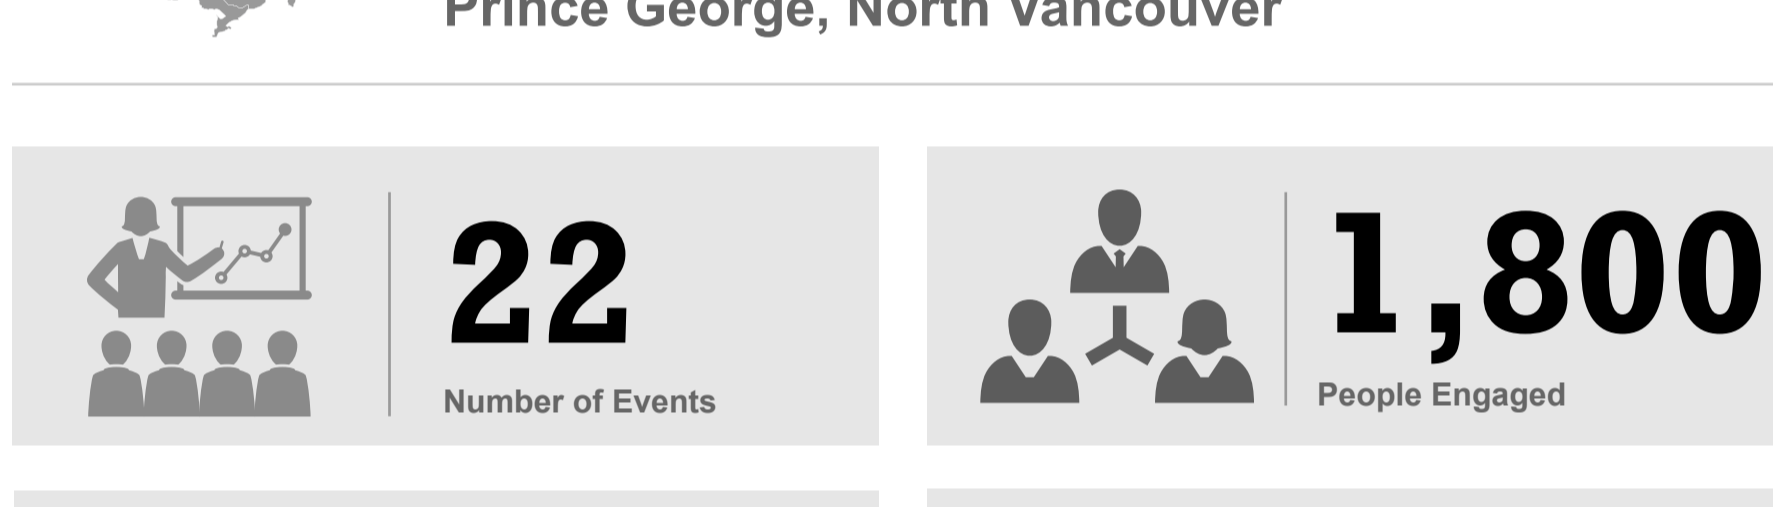 Prince George, North Vancouver
22
Number of Events
1,800
People Engaged